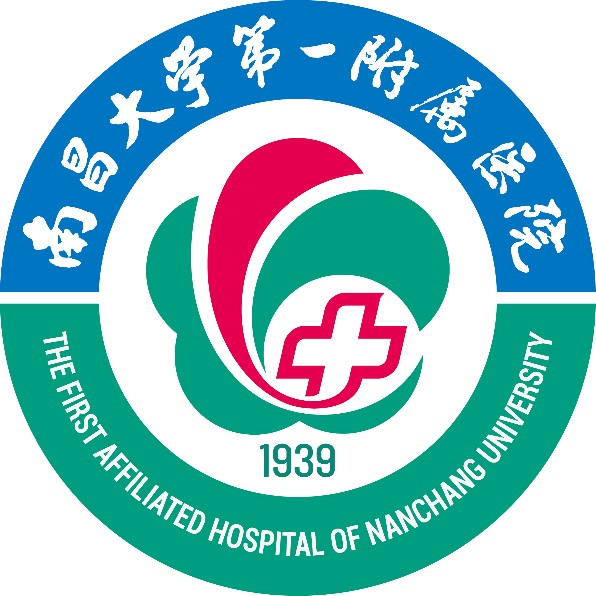 南昌大学第一附属医院
1939
THE FIRST AFFILIATED HOSPITAL OF NANCHANG UNIVERSITY